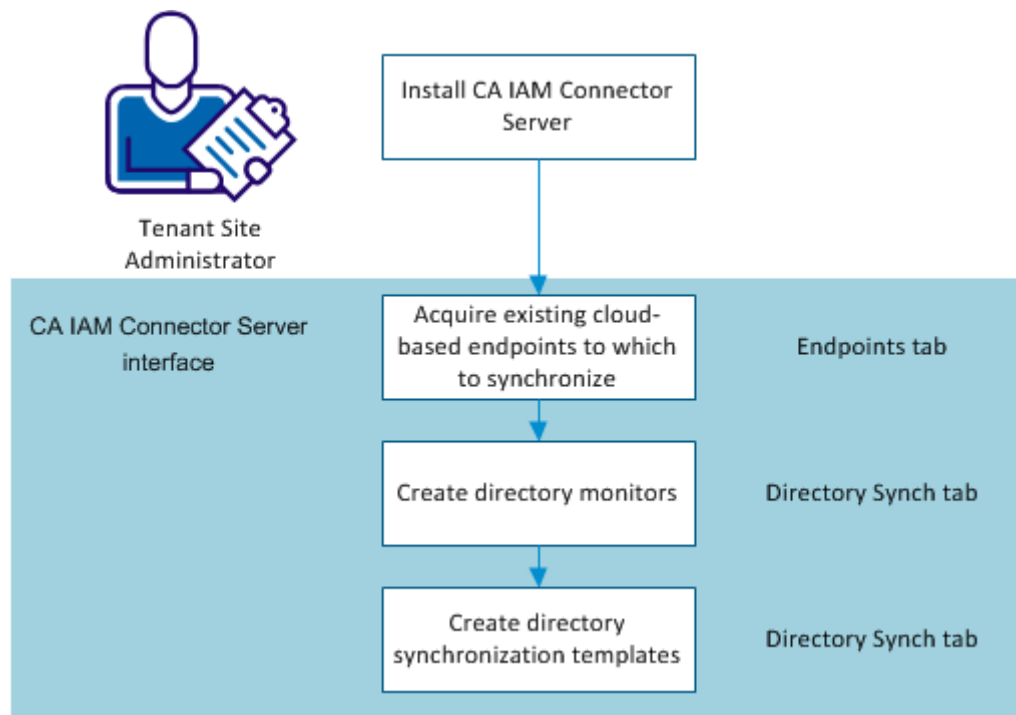 Install CA IAM Connector
Server
Tenant Site
Administrator
CA IAM Connector Server
interface
Acquire existing cloud-
based endpoints to which
to synchronize
Endpoints tab
Create directory monitors
Directory Synch tab
Create directory
synchronization templates
Directory Synch tab